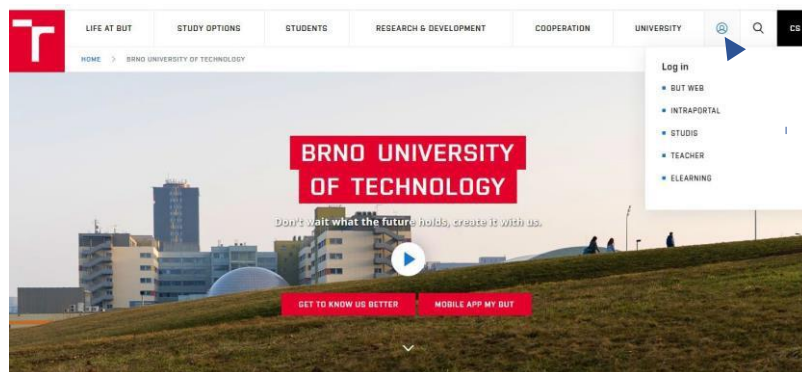 LIFE AT BUT
STUDY OPTIONS
STUDENTS
RESEARCH & DEVELOPMENT
COOPERATION
UNIVERSITY
CS
HOME > BRNO UNIVERSITY OF TECHNOLOGY
Log in
BUT WEB
INTRAPORTAL
STUDIS
TEACHER
ELEARNING
BRNO UNIVERSITY
OF TECHNOLOGY
Don't wait what the future holds, create it with us.
GET TO KNOW US BETTER
MOBILE APP MY BUT